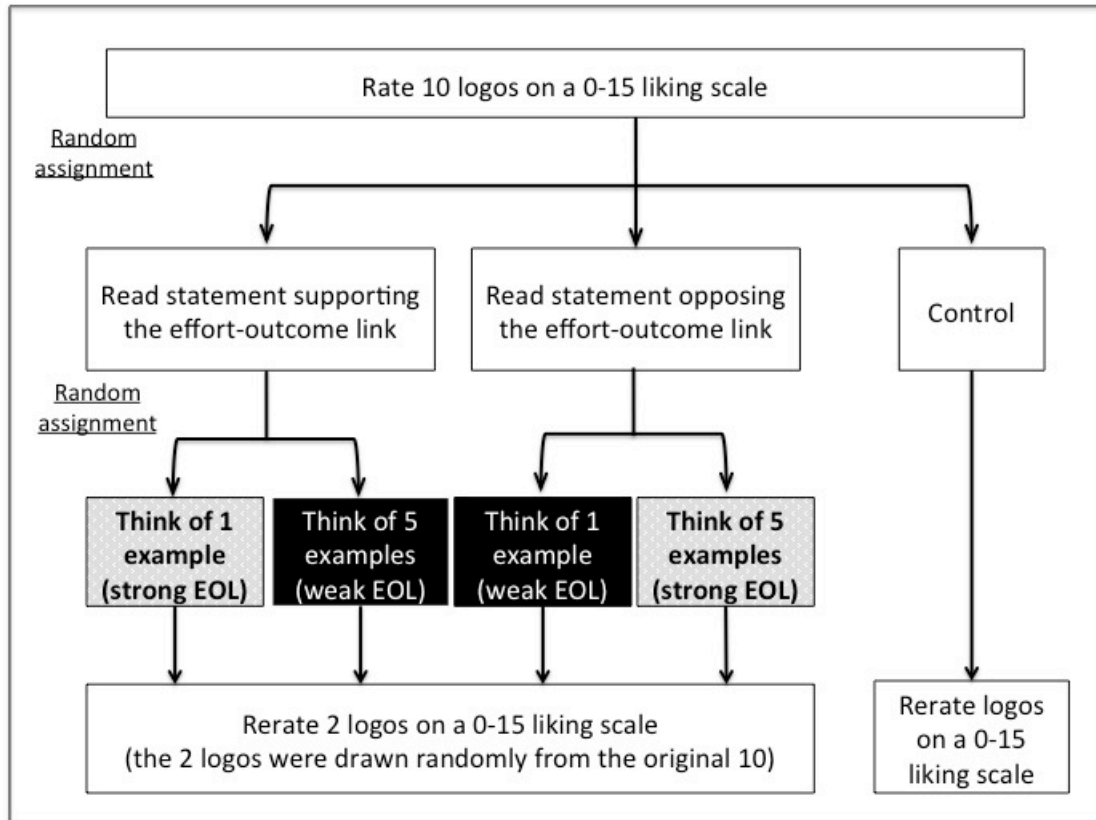 Rate 10 logos on a 0-15 liking scale
Random
assignment
Read statement supporting
the effort-outcome link
Read statement opposing
the effort-outcome link
Control
Random
assignment
Think of 1
example
(strong EOL)
Think of 5
examples
(weak EOL)
Think of 1
example
(weak EOL)
Think of 5
examples
(strong EOL)
Rerate 2 logos on a 0-15 liking scale
(the 2 logos were drawn randomly from the original 10)
Rerate logos
on a 0-15
liking scale